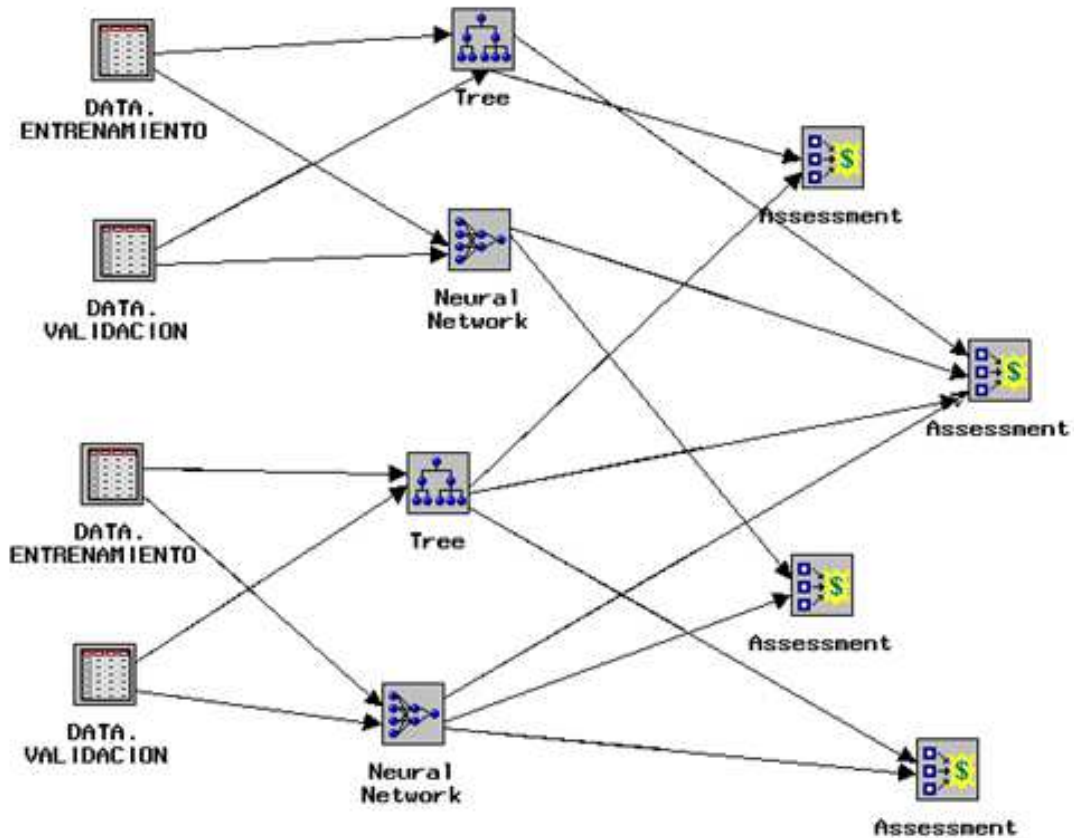 Tree
DATA.
ENTRENAMIENTO
Assessment
DATA.
VALIDACION
Neural
Network
Assessment
DATA.
ENTRENAMIENTO
Tree
Assessment
DATA.
VALIDACION
Neural
Network
Assessment